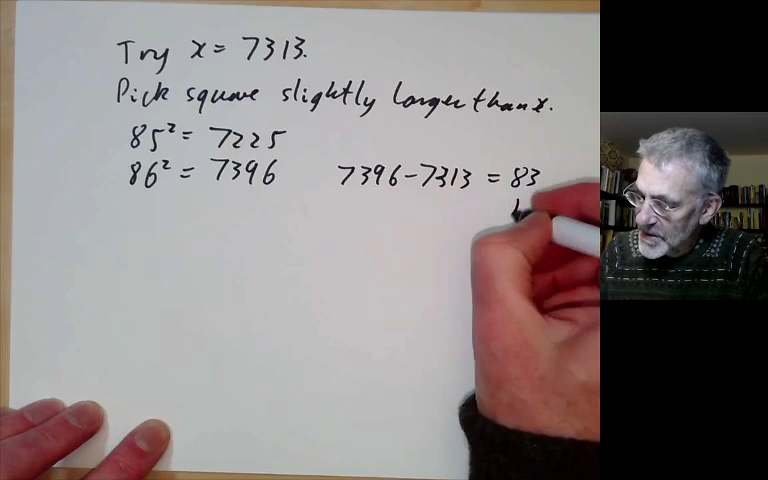 Try x = 7313.
Pick square slightly larger than x.
85² = 7225
86² = 7396 7396-7313 = 83